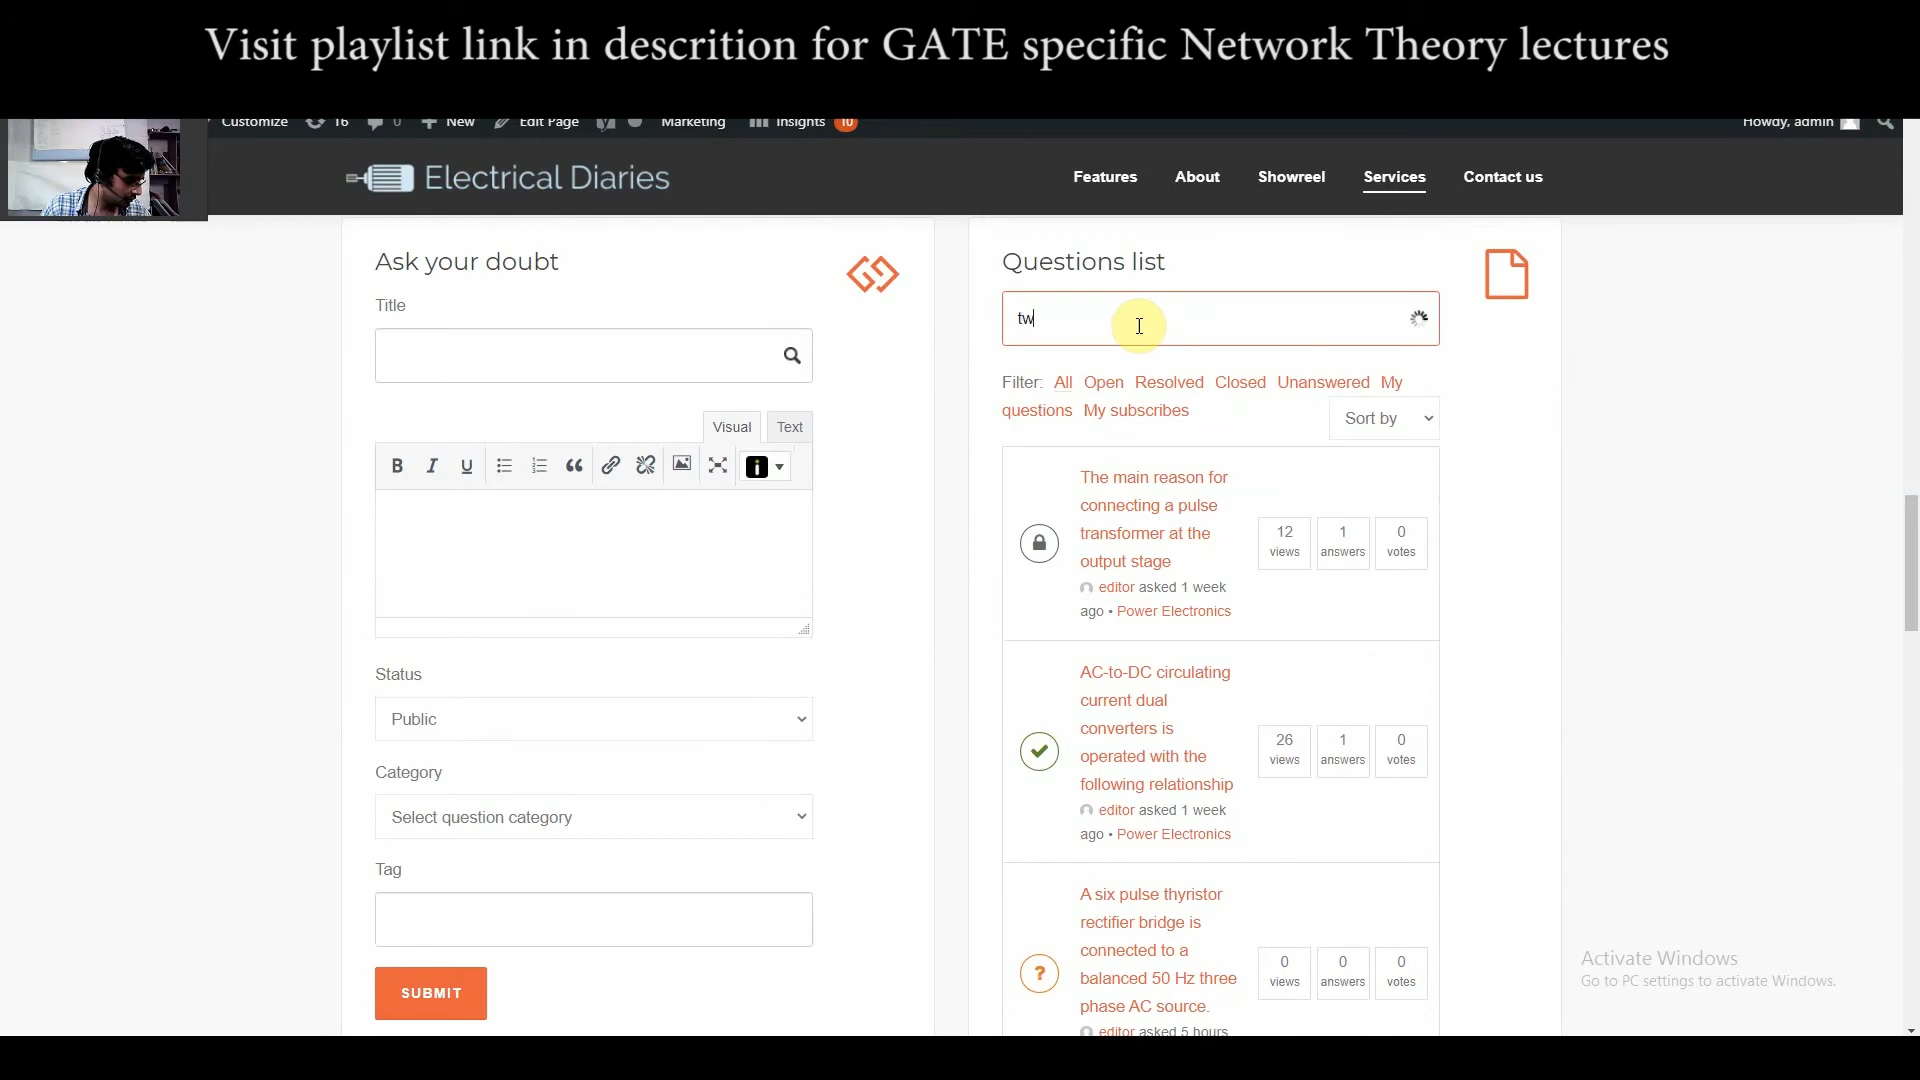 Visit playlist link in descrition for GATE specific Network Theory lectures
Customize 16 0 New Edit Page Marketing Insights 10 Howdy, admin
Electrical Diaries
Features About Showreel Services Contact us
Ask your doubt
Title
Visual Text
B I U
Status
Public
Category
Select question category
Tag
SUBMIT
Questions list
tw
Filter: All Open Resolved Closed Unanswered My
questions My subscribes
Sort by
The main reason for
connecting a pulse
transformer at the
output stage
editor asked 1 week
ago • Power Electronics
12 views 1 answers 0 votes
AC-to-DC circulating
current dual
converters is
operated with the
following relationship
editor asked 1 week
ago • Power Electronics
26 views 1 answers 0 votes
A six pulse thyristor
rectifier bridge is
connected to a
balanced 50 Hz three
phase AC source.
editor asked 5 hours
0 views 0 answers 0 votes
Activate Windows
Go to PC settings to activate Windows.